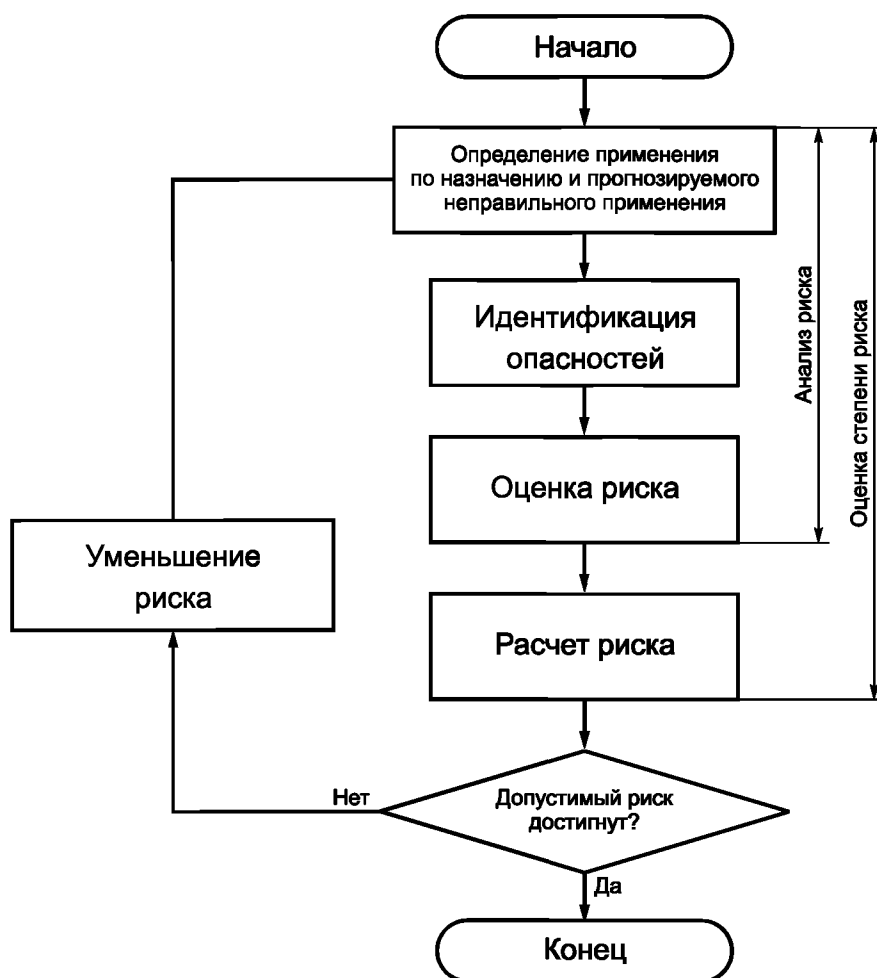 Начало
Определение применения
по назначению и прогнозируемого
неправильного применения
Идентификация
опасностей
Анализ риска
Оценка степени риска
Оценка риска
Уменьшение
риска
Расчет риска
Нет
Допустимый риск
достигнут?
Да
Конец